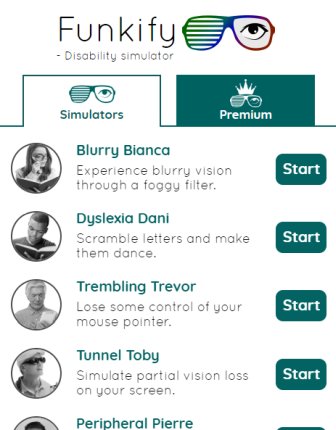 Funkify
- Disability simulator
Simulators
Premium
Blurry Bianca
Experience blurry vision
through a foggy filter.
Start
Dyslexia Dani
Scramble letters and make
them dance.
Start
Trembling Trevor
Lose some control of your
mouse pointer.
Start
Tunnel Toby
Simulate partial vision loss
on your screen.
Start
Peripheral Pierre